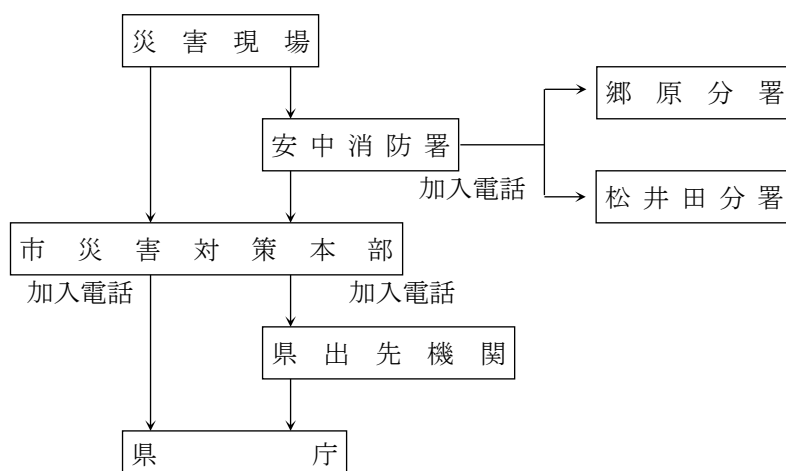 災害現場
郷原分署
安中消防署
加入電話
松井田分署
市災害対策本部
加入電話
加入電話
県出先機関
県庁